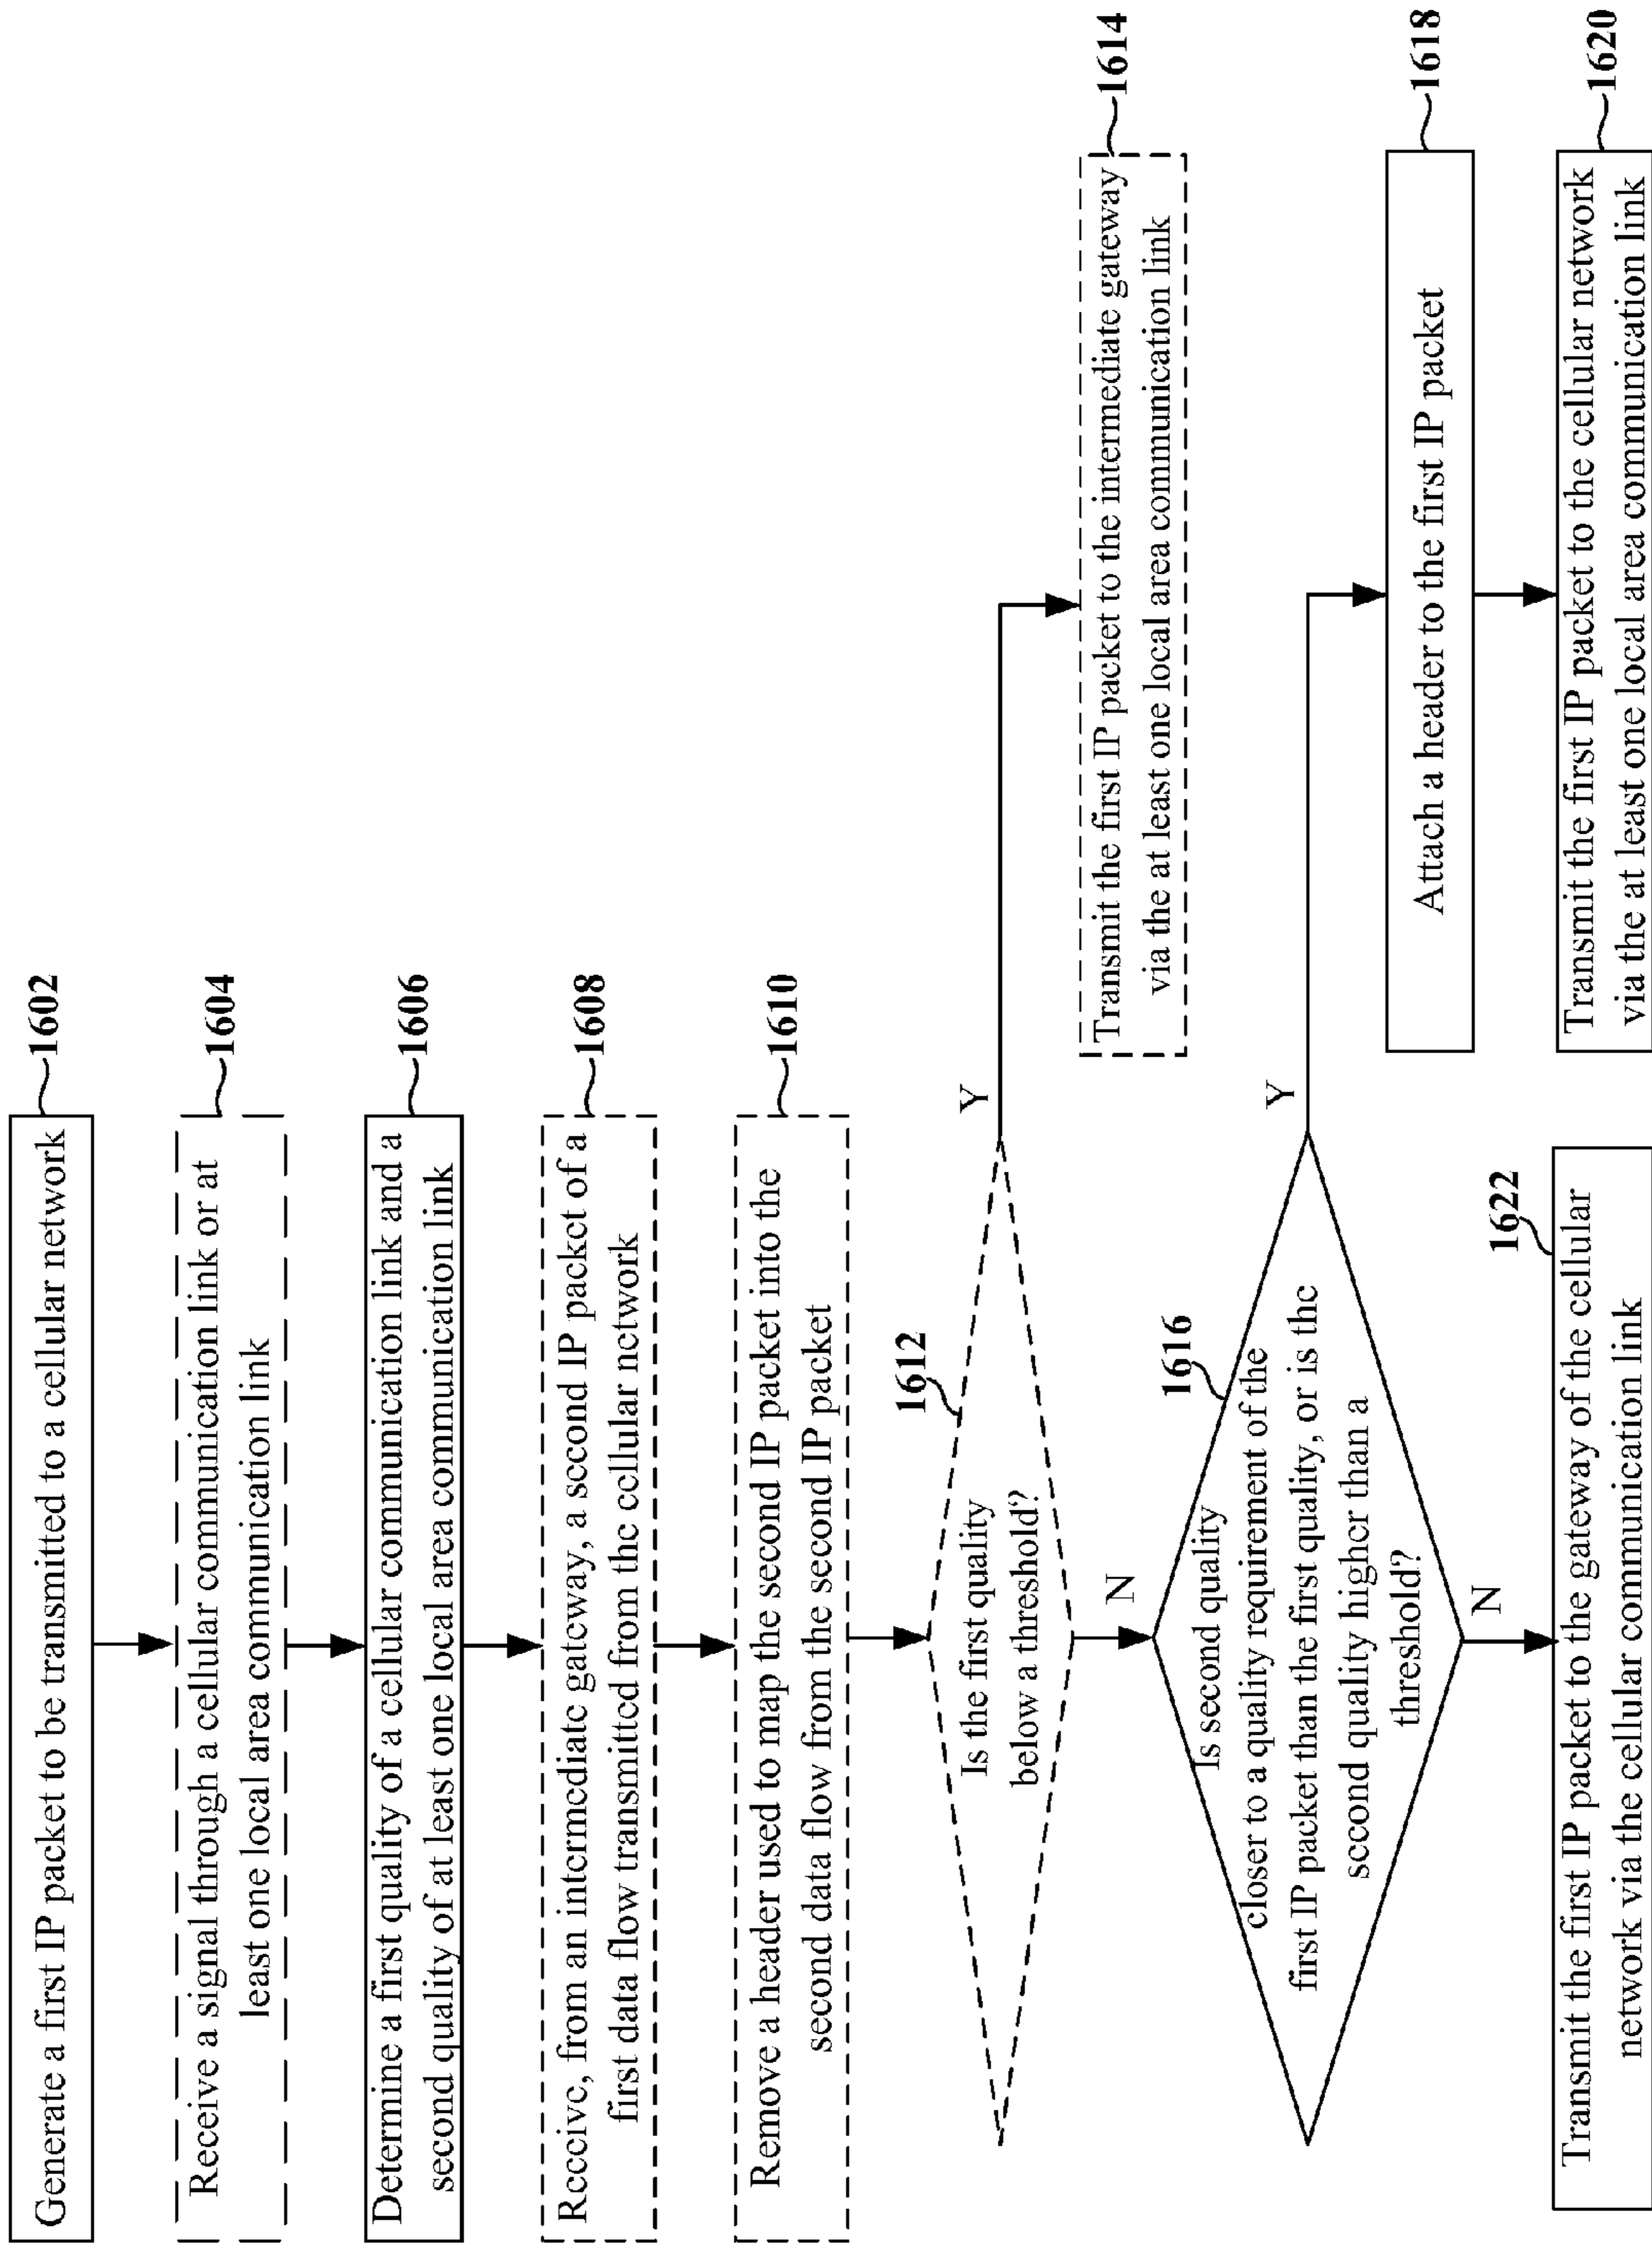 Generate a first IP packet to be transmitted to a cellular network
1602
Receive a signal through a cellular communication link or at
least one local area communication link
1604
Determine a first quality of a cellular communication link and a
second quality of at least one local area communication link
1606
Receive, from an intermediate gateway, a second IP packet of a
first data flow transmitted from the cellular network
1608
Remove a header used to map the second IP packet into the
second data flow from the second IP packet
1610
1612
Is the first quality
below a threshold?
Y
N
Transmit the first IP packet to the intermediate gateway
via the at least one local area communication link
1614
1616
Is second quality
closer to a quality requirement of the
first IP packet than the first quality, or is the
second quality higher than a
threshold?
Y
N
Attach a header to the first IP packet
1618
Transmit the first IP packet to the cellular network
via the at least one local area communication link
1620
1622
Transmit the first IP packet to the gateway of the cellular
network via the cellular communication link